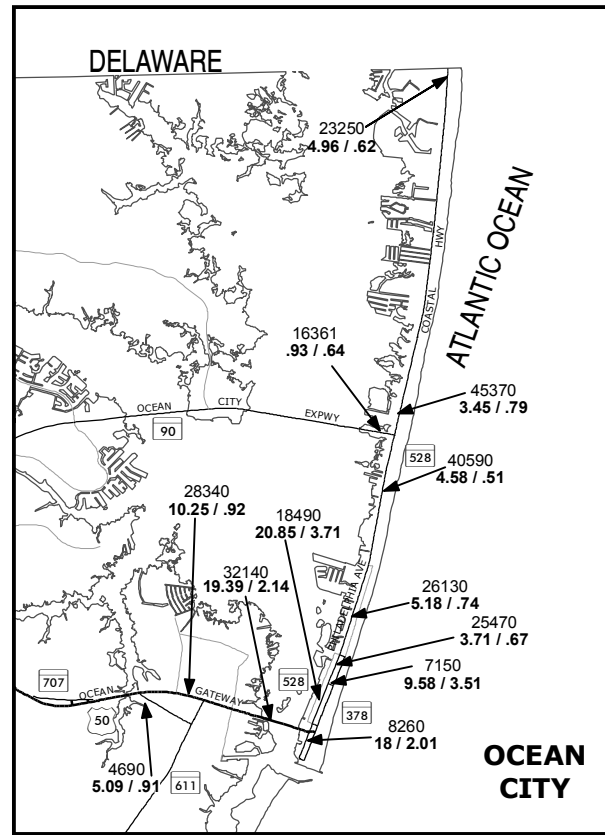 DELAWARE
23250
4.96 / .62
HWY
COASTAL
ATLANTIC OCEAN
16361
.93 / .64
OCEAN CITY EXPWY
90
45370
3.45 / .79
528
40590
4.58 / .51
28340
10.25 / .92
18490
20.85 / 3.71
32140
19.39 / 2.14
PHILADELPHIA AVE
26130
5.18 / .74
25470
3.71 / .67
7150
9.58 / 3.51
707
OCEAN GATEWAY
528
378
50
8260
18 / 2.01
4690
5.09 / .91
611
OCEAN
CITY